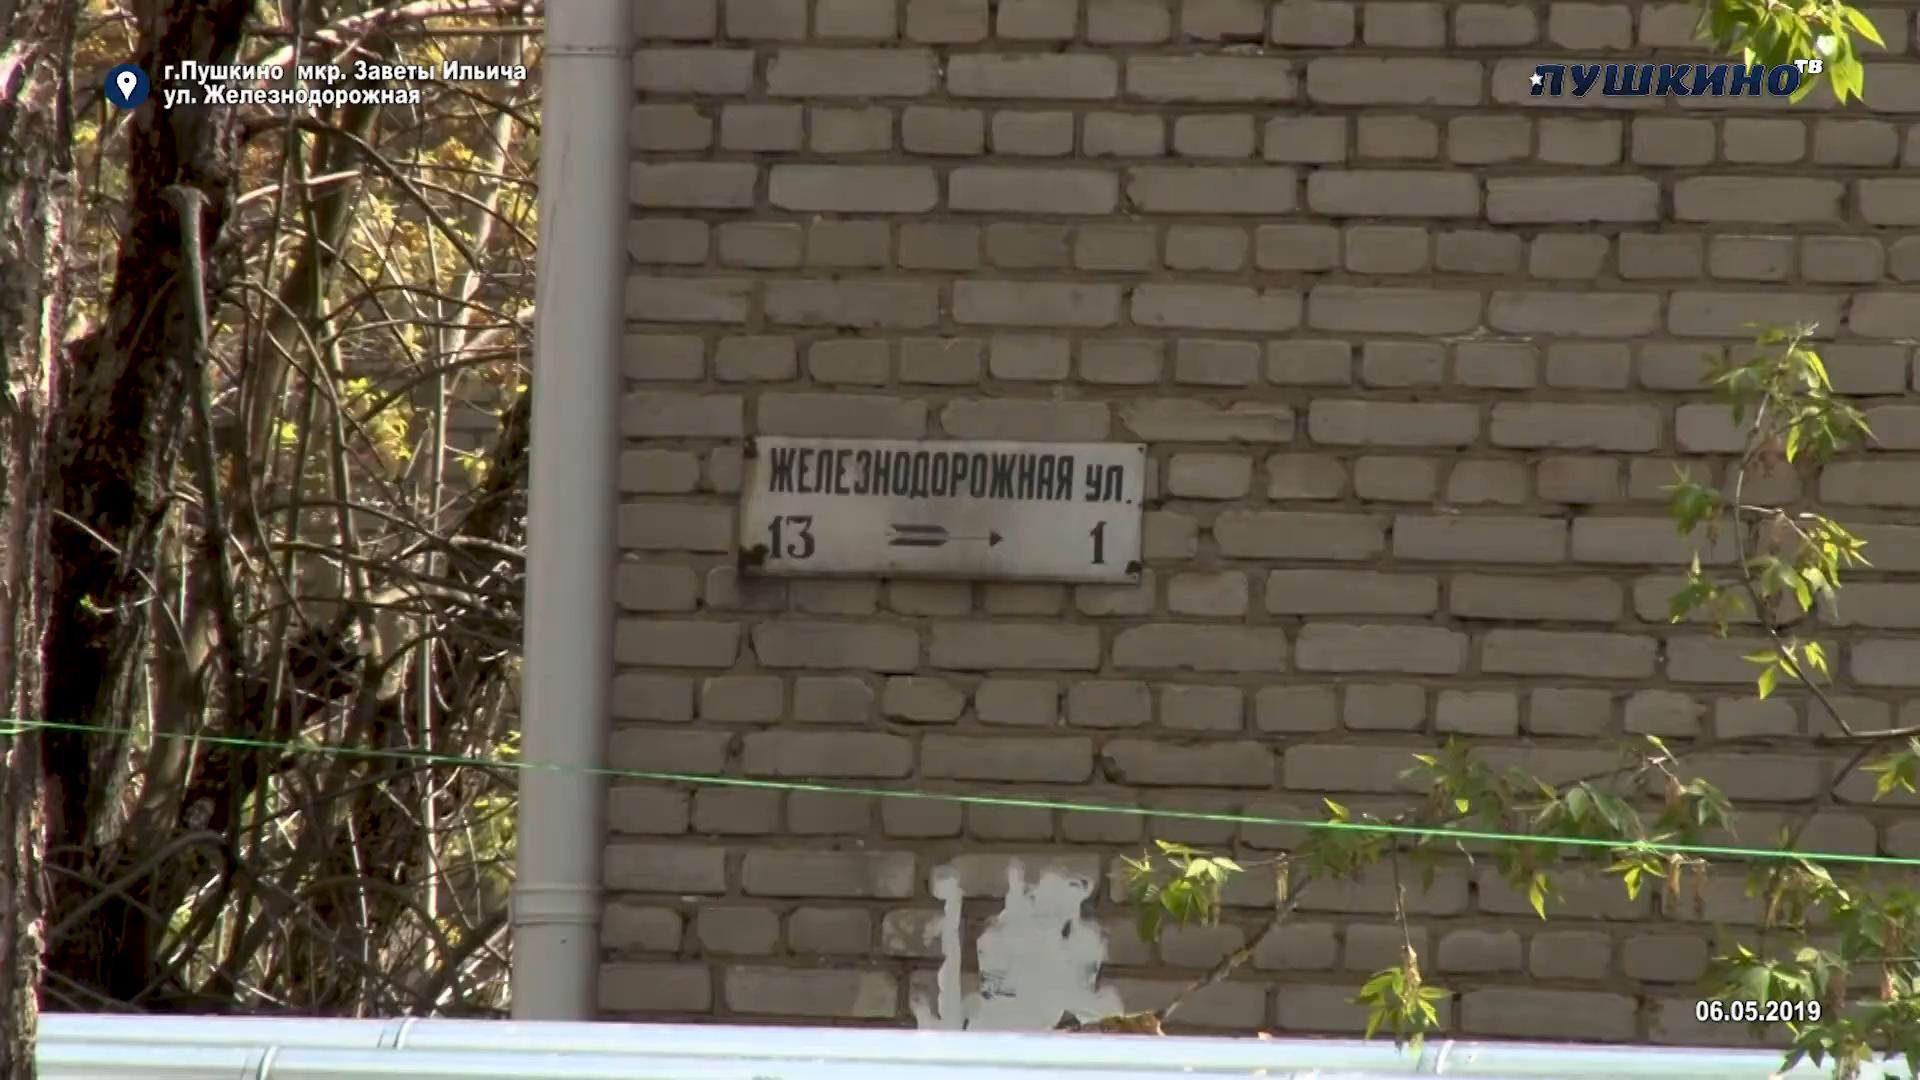 г.Пушкино мкр. Заветы Ильича
ул. Железнодорожная
ПУШКИНО ТВ
ЖЕЛЕЗНОДОРОЖНАЯ УЛ.
13 1
06.05.2019